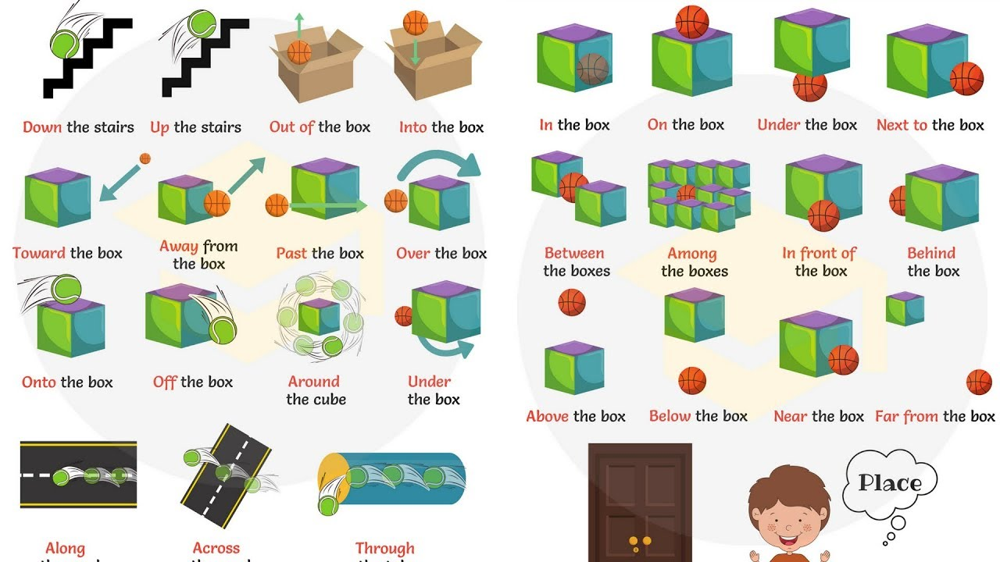 Down the stairs
Up the stairs
Out of the box
Into the box
In the box
On the box
Under the box
Next to the box
Toward the box
Away from
the box
Past the box
Over the box
Between
the boxes
Among
the boxes
In front of
the box
Behind
the box
Onto the box
Off the box
Around
the cube
Under
the box
Above the box
Below the box
Near the box
Far from the box
Place
Along
Across
Through